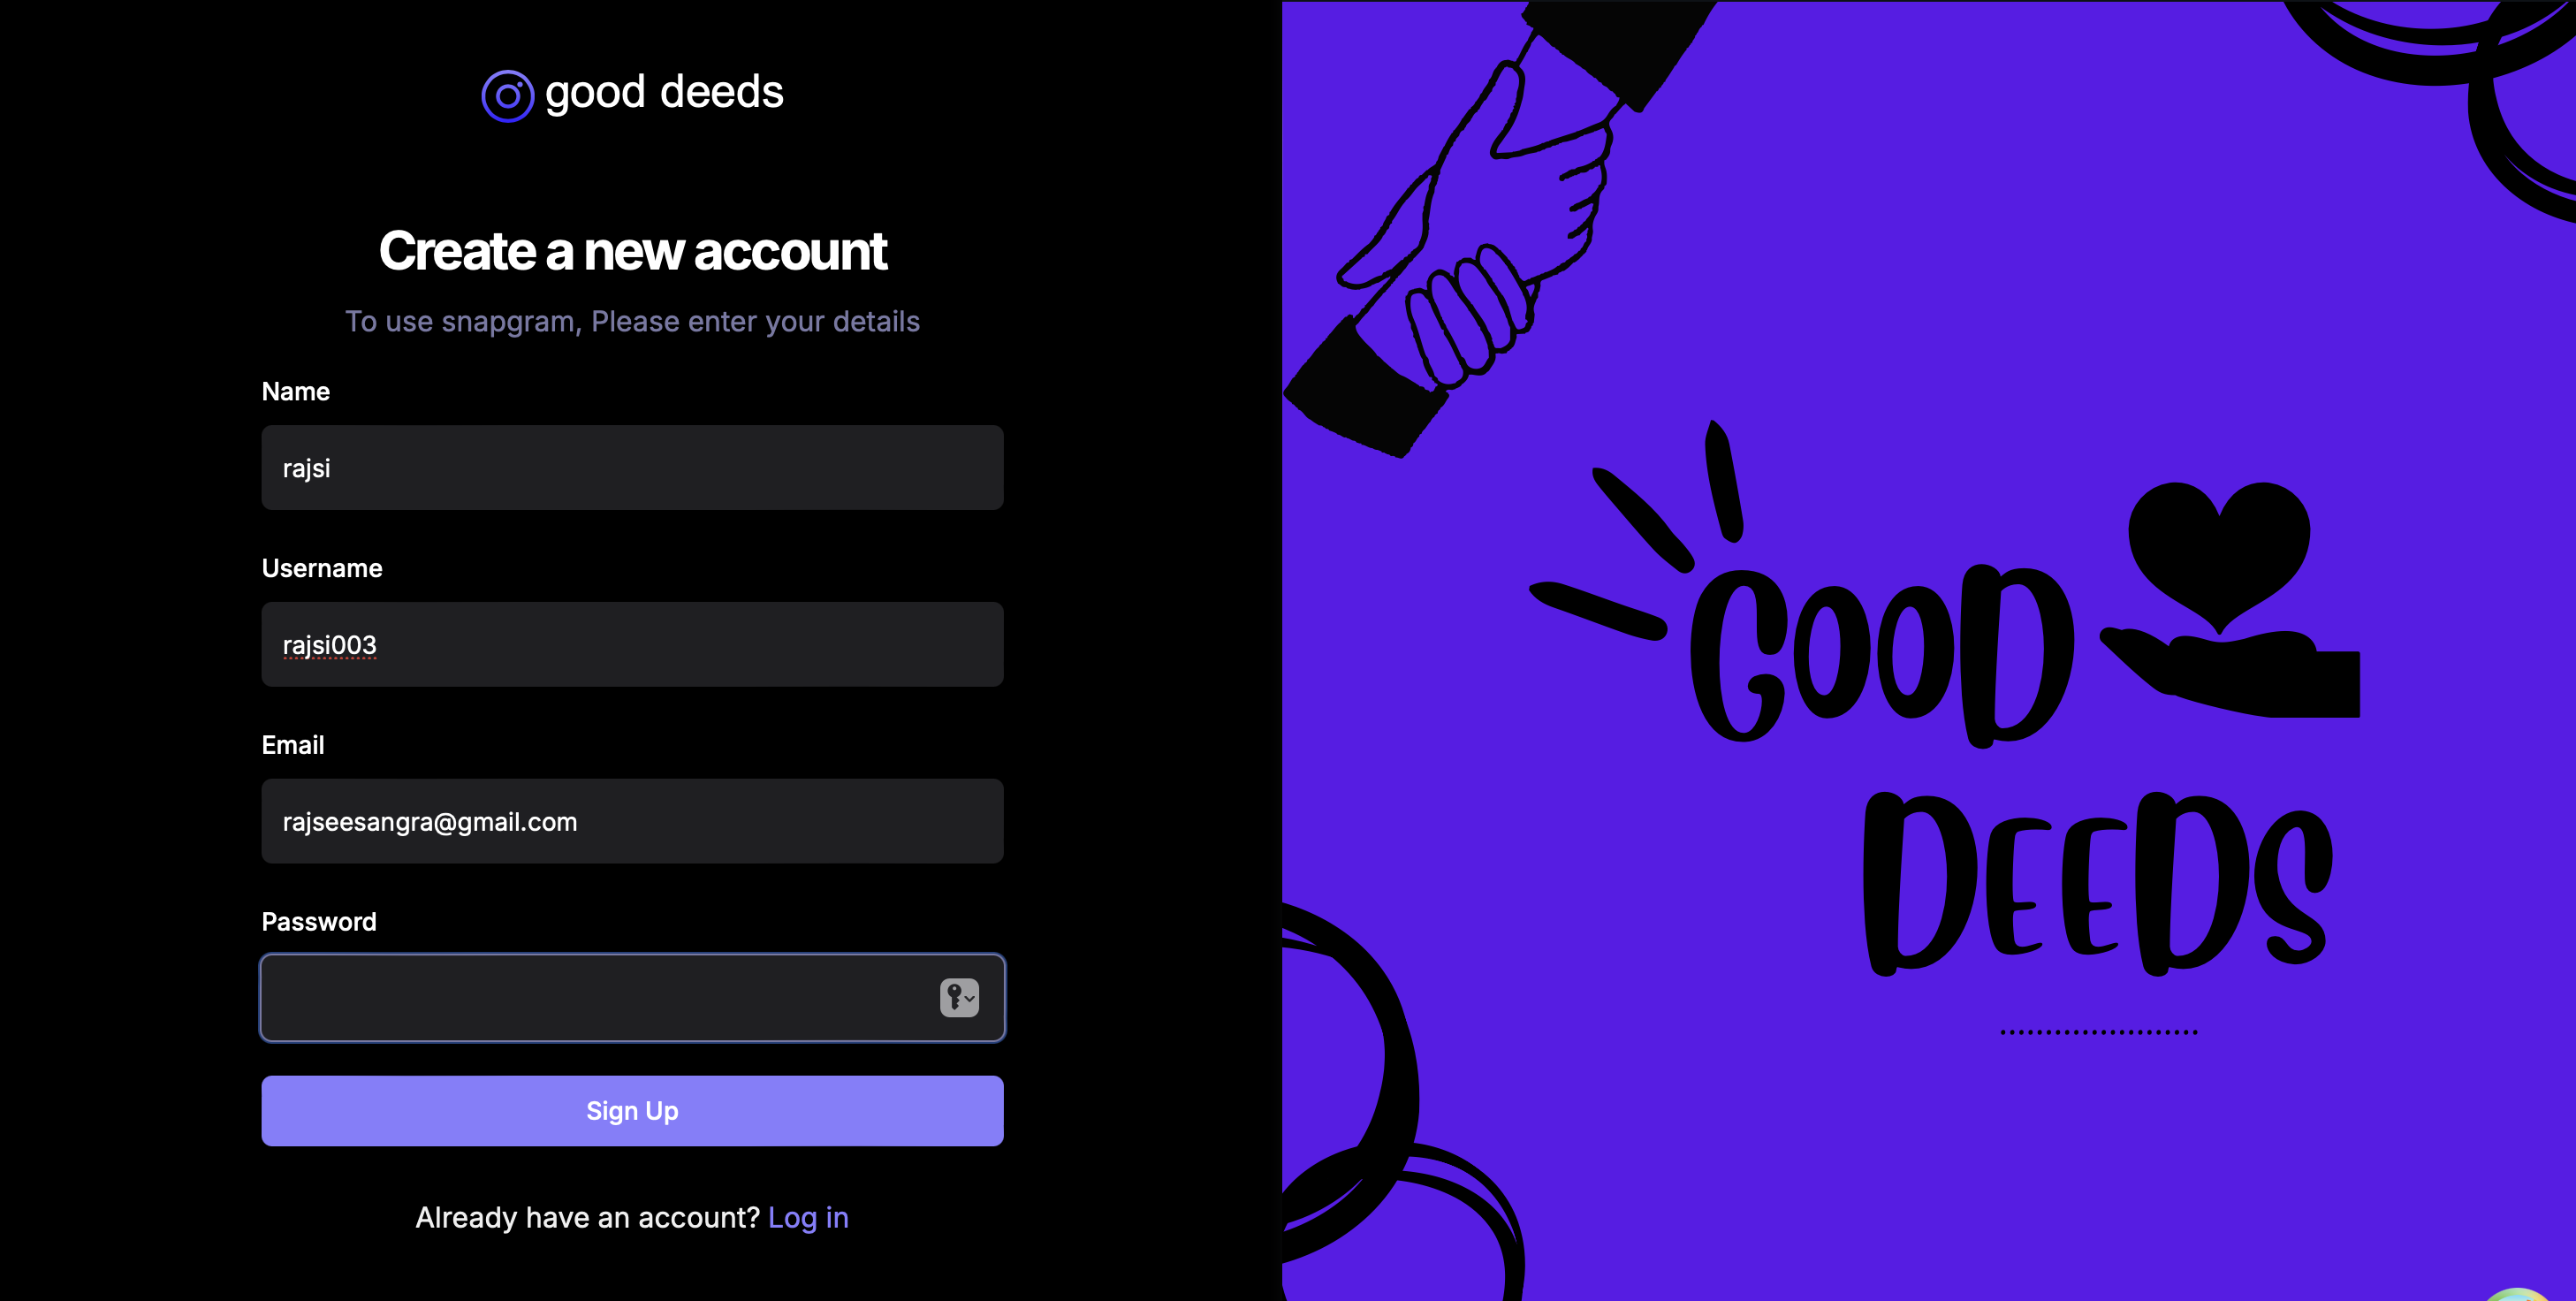 good deeds
Create a new account
To use snapgram, Please enter your details
Name
rajsi
Username
rajsi003
Email
rajseesangra@gmail.com
Password
Sign Up
Already have an account? Log in
GOOD
DEEDS